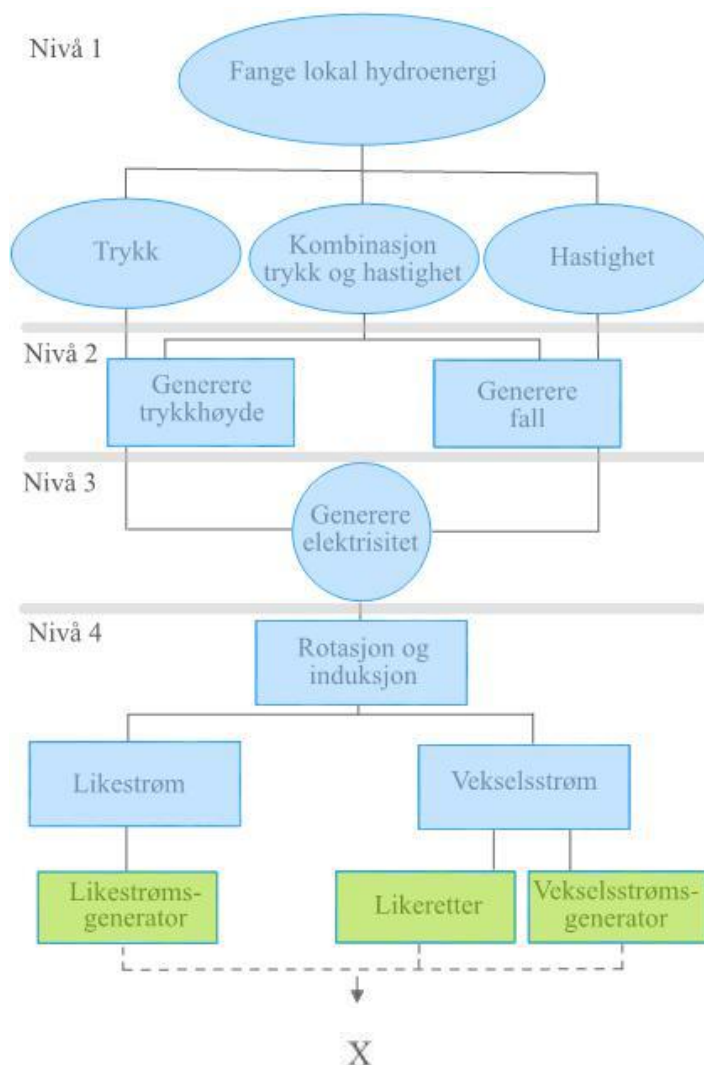 Nivå 1
Fange lokal hydroenergi
Trykk
Kombinasjon
trykk og hastighet
Hastighet
Nivå 2
Generere
trykkhøyde
Generere
fall
Nivå 3
Generere
elektrisitet
Nivå 4
Rotasjon og
induksjon
Likestrøm
Vekselsstrøm
Likestrøms-
generator
Likeretter
Vekselsstrøms-
generator
X